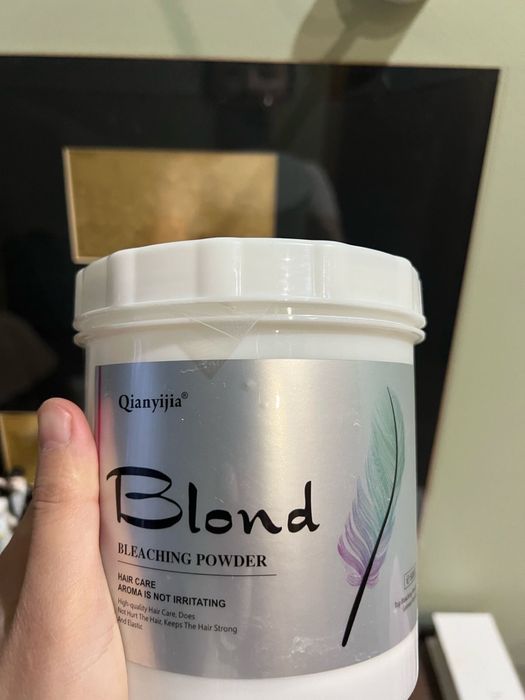 Qianyijia®
Blond
BLEACHING POWDER
HAIR CARE
AROMA IS NOT IRRITATING
High-quality Hair Care, Does
Not Hurt The Hair, Keeps The Hair Strong
And Elastic